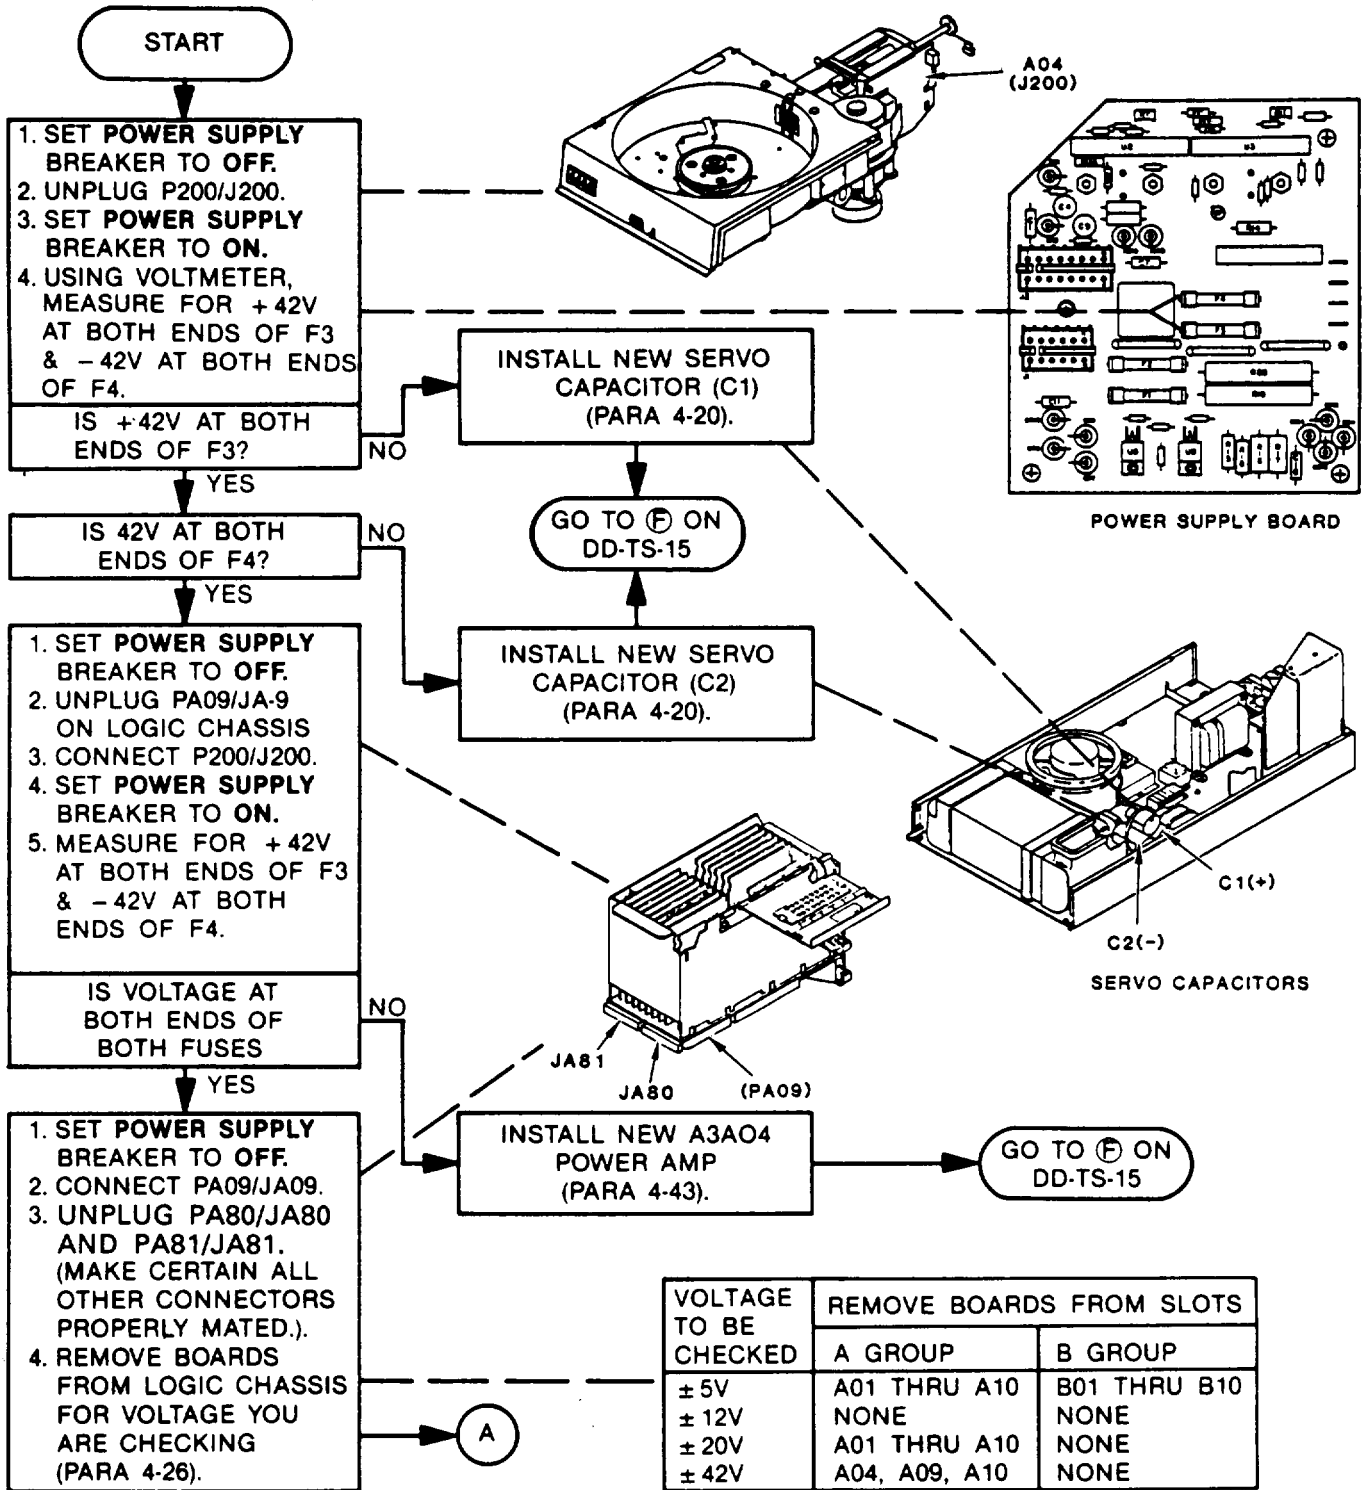 START
1. SET POWER SUPPLY
BREAKER TO OFF.
2. UNPLUG P200/J200.
3. SET POWER SUPPLY
BREAKER TO ON.
4. USING VOLTMETER,
MEASURE FOR +42V
AT BOTH ENDS OF F3
& -42V AT BOTH ENDS
OF F4.
IS +42V AT BOTH
ENDS OF F3?
NO
YES
INSTALL NEW SERVO
CAPACITOR (C1)
(PARA 4-20).
GO TO Ⓕ ON
DD-TS-15
IS 42V AT BOTH
ENDS OF F4?
NO
YES
INSTALL NEW SERVO
CAPACITOR (C2)
(PARA 4-20).
1. SET POWER SUPPLY
BREAKER TO OFF.
2. UNPLUG PA09/JA-9
ON LOGIC CHASSIS
3. CONNECT P200/J200.
4. SET POWER SUPPLY
BREAKER TO ON.
5. MEASURE FOR +42V
AT BOTH ENDS OF F3
& -42V AT BOTH
ENDS OF F4.
IS VOLTAGE AT
BOTH ENDS OF
BOTH FUSES
NO
YES
INSTALL NEW A3AO4
POWER AMP
(PARA 4-43).
GO TO Ⓕ ON
DD-TS-15
1. SET POWER SUPPLY
BREAKER TO OFF.
2. CONNECT PA09/JA09.
3. UNPLUG PA80/JA80
AND PA81/JA81.
(MAKE CERTAIN ALL
OTHER CONNECTORS
PROPERLY MATED.).
4. REMOVE BOARDS
FROM LOGIC CHASSIS
FOR VOLTAGE YOU
ARE CHECKING
(PARA 4-26).
A
A04
(J200)
U2
U3
POWER SUPPLY BOARD
C1(+)
C2(-)
SERVO CAPACITORS
JA81
JA80
(PA09)
VOLTAGE
TO BE
CHECKED
REMOVE BOARDS FROM SLOTS
A GROUP
B GROUP
±5V A01 THRU A10 B01 THRU B10
±12V NONE NONE
±20V A01 THRU A10 NONE
±42V A04, A09, A10 NONE